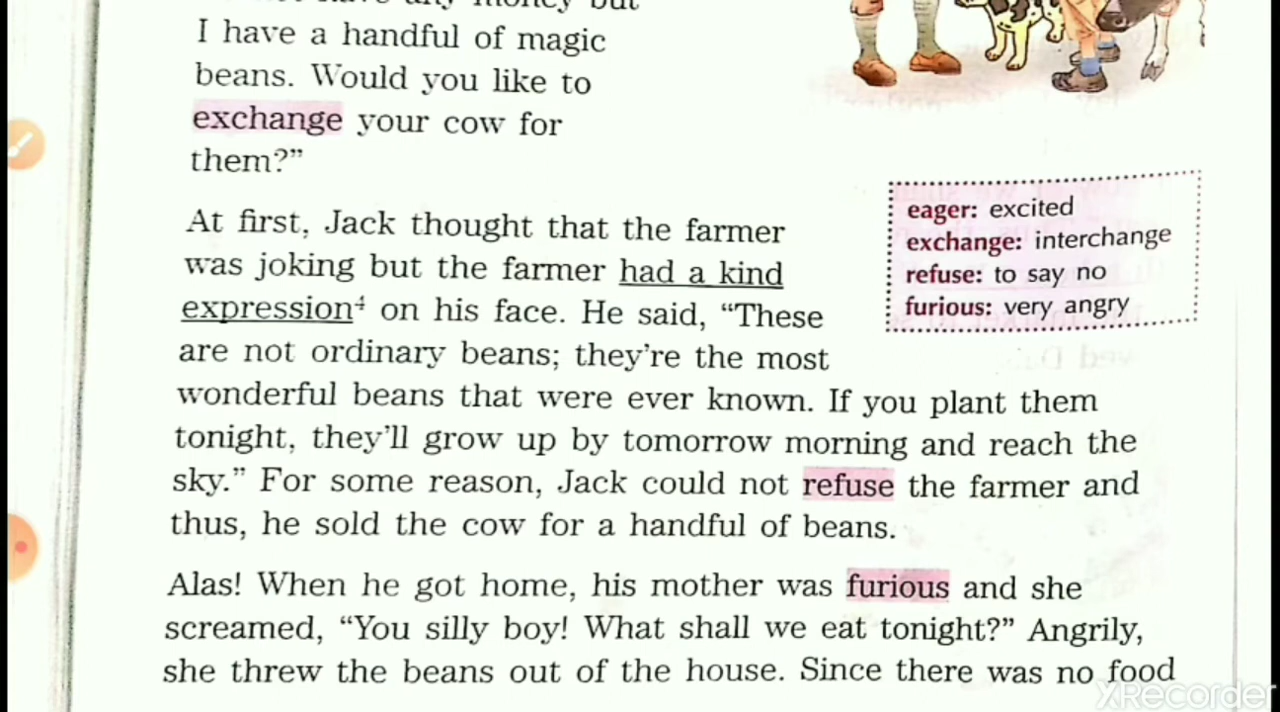 have any money but
I have a handful of magic
beans. Would you like to
exchange your cow for
them?”
At first, Jack thought that the farmer
was joking but the farmer had a kind
expression⁴ on his face. He said, “These
are not ordinary beans; they’re the most
wonderful beans that were ever known. If you plant them
tonight, they’ll grow up by tomorrow morning and reach the
sky.” For some reason, Jack could not refuse the farmer and
thus, he sold the cow for a handful of beans.
Alas! When he got home, his mother was furious and she
screamed, “You silly boy! What shall we eat tonight?” Angrily,
she threw the beans out of the house. Since there was no food
eager: excited
exchange: interchange
refuse: to say no
furious: very angry
XRecorder